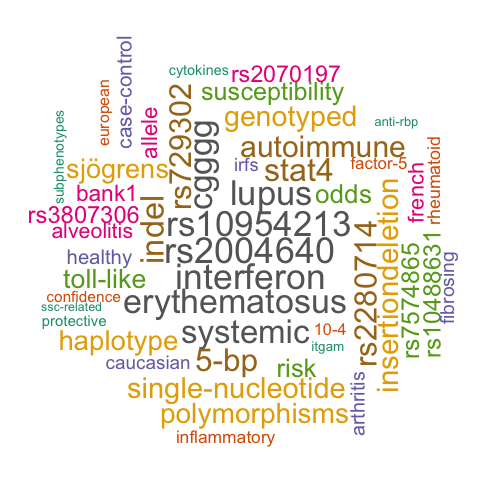 cytokines
rs2070197
susceptibility
genotyped
anti-rbp
case-control
european
allele
rs729302
cgggg
autoimmune
subphenotypes
sjögrens
irfs
stat4
factor-5
bank1
lupus
odds
french
rheumatoid
rs3807306
indel
rs10954213
alveolitis
rs2004640
healthy
interferon
rs2280714
insertiondeletion
rs7574865
rs10488631
fibrosing
toll-like
confidence
erythematosus
ssc-related
protective
systemic
10-4
haplotype
itgam
caucasian
5-bp
risk
single-nucleotide
arthritis
polymorphisms
inflammatory